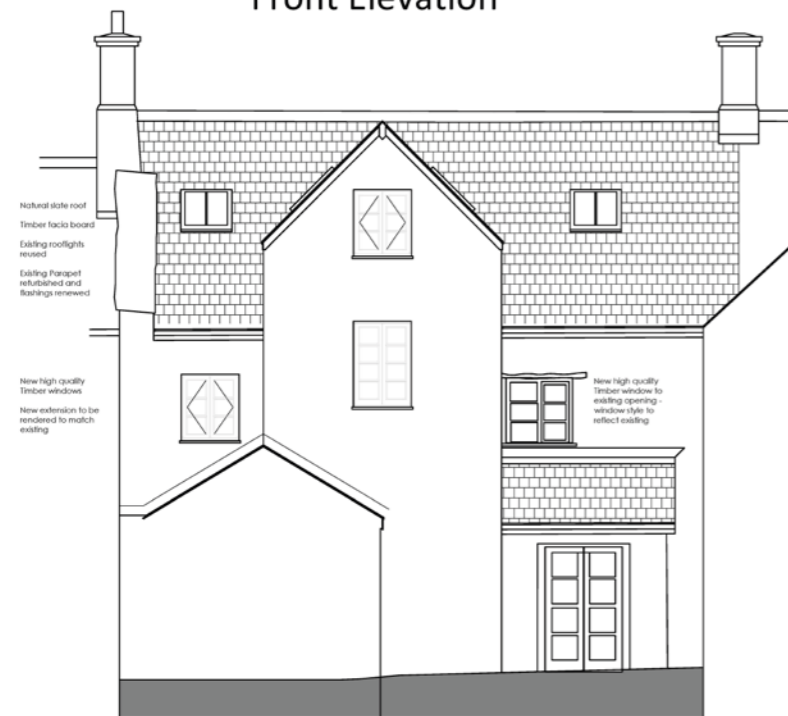 Front Elevation
Natural slate roof
Timber facia board
Existing rooflights
reused
Existing Parapet
refurbished and
flashings renewed
New high quality
Timber windows
New extension to be
rendered to match
existing
New high quality
Timber window to
existing opening -
window style to
reflect existing